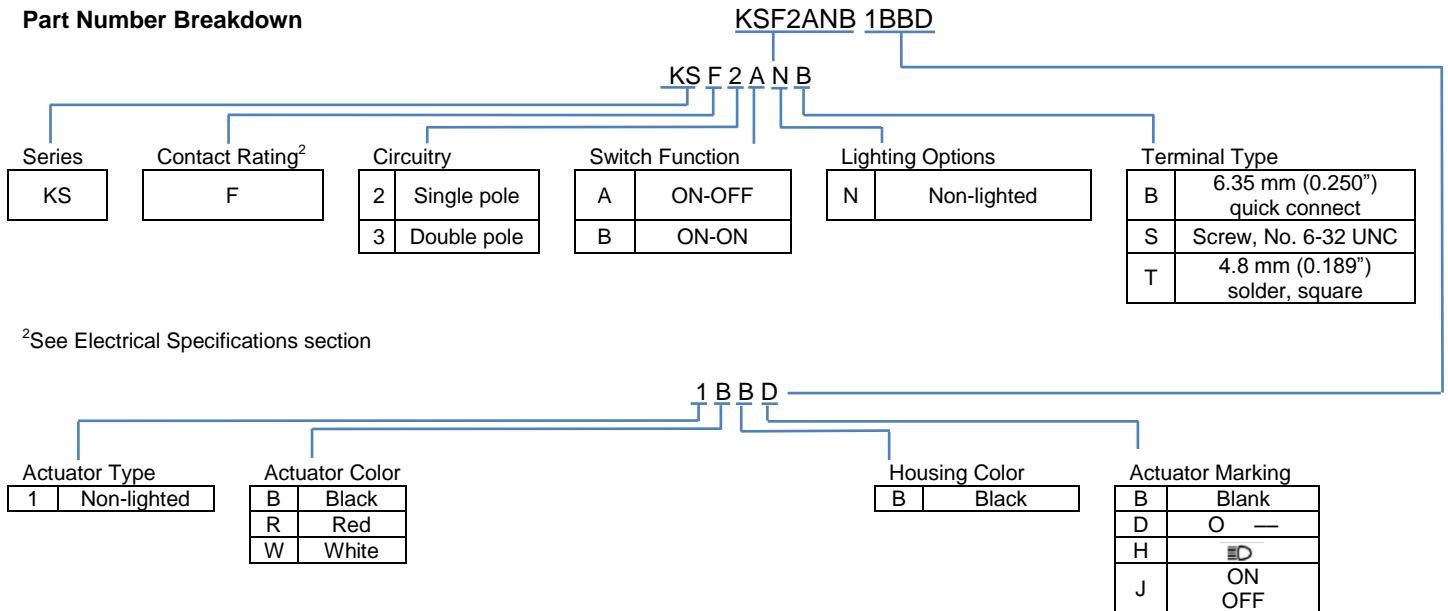 Part Number Breakdown
KSF2ANB 1BBD
KS F 2 A N B
Series
KS
Contact Rating2
F
Circuitry
2 Single pole
3 Double pole
Switch Function
A ON-OFF
B ON-ON
Lighting Options
N Non-lighted
Terminal Type
B 6.35 mm (0.250”)
quick connect
S Screw, No. 6-32 UNC
T 4.8 mm (0.189”)
solder, square
2See Electrical Specifications section
1 B B D
Actuator Type
1 Non-lighted
Actuator Color
B Black
R Red
W White
Housing Color
B Black
Actuator Marking
B Blank
D O —
H
J ON
OFF